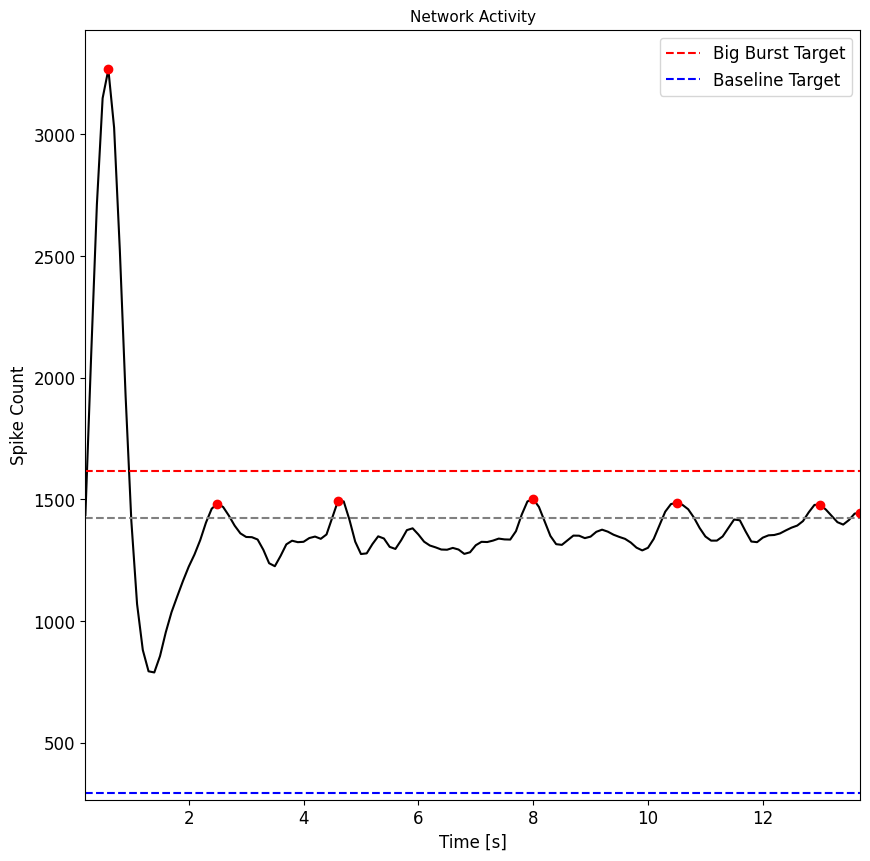 Network Activity
Big Burst Target
Baseline Target
Spike Count
3000
2500
2000
1500
1000
500
2 4 6 8 10 12
Time [s]